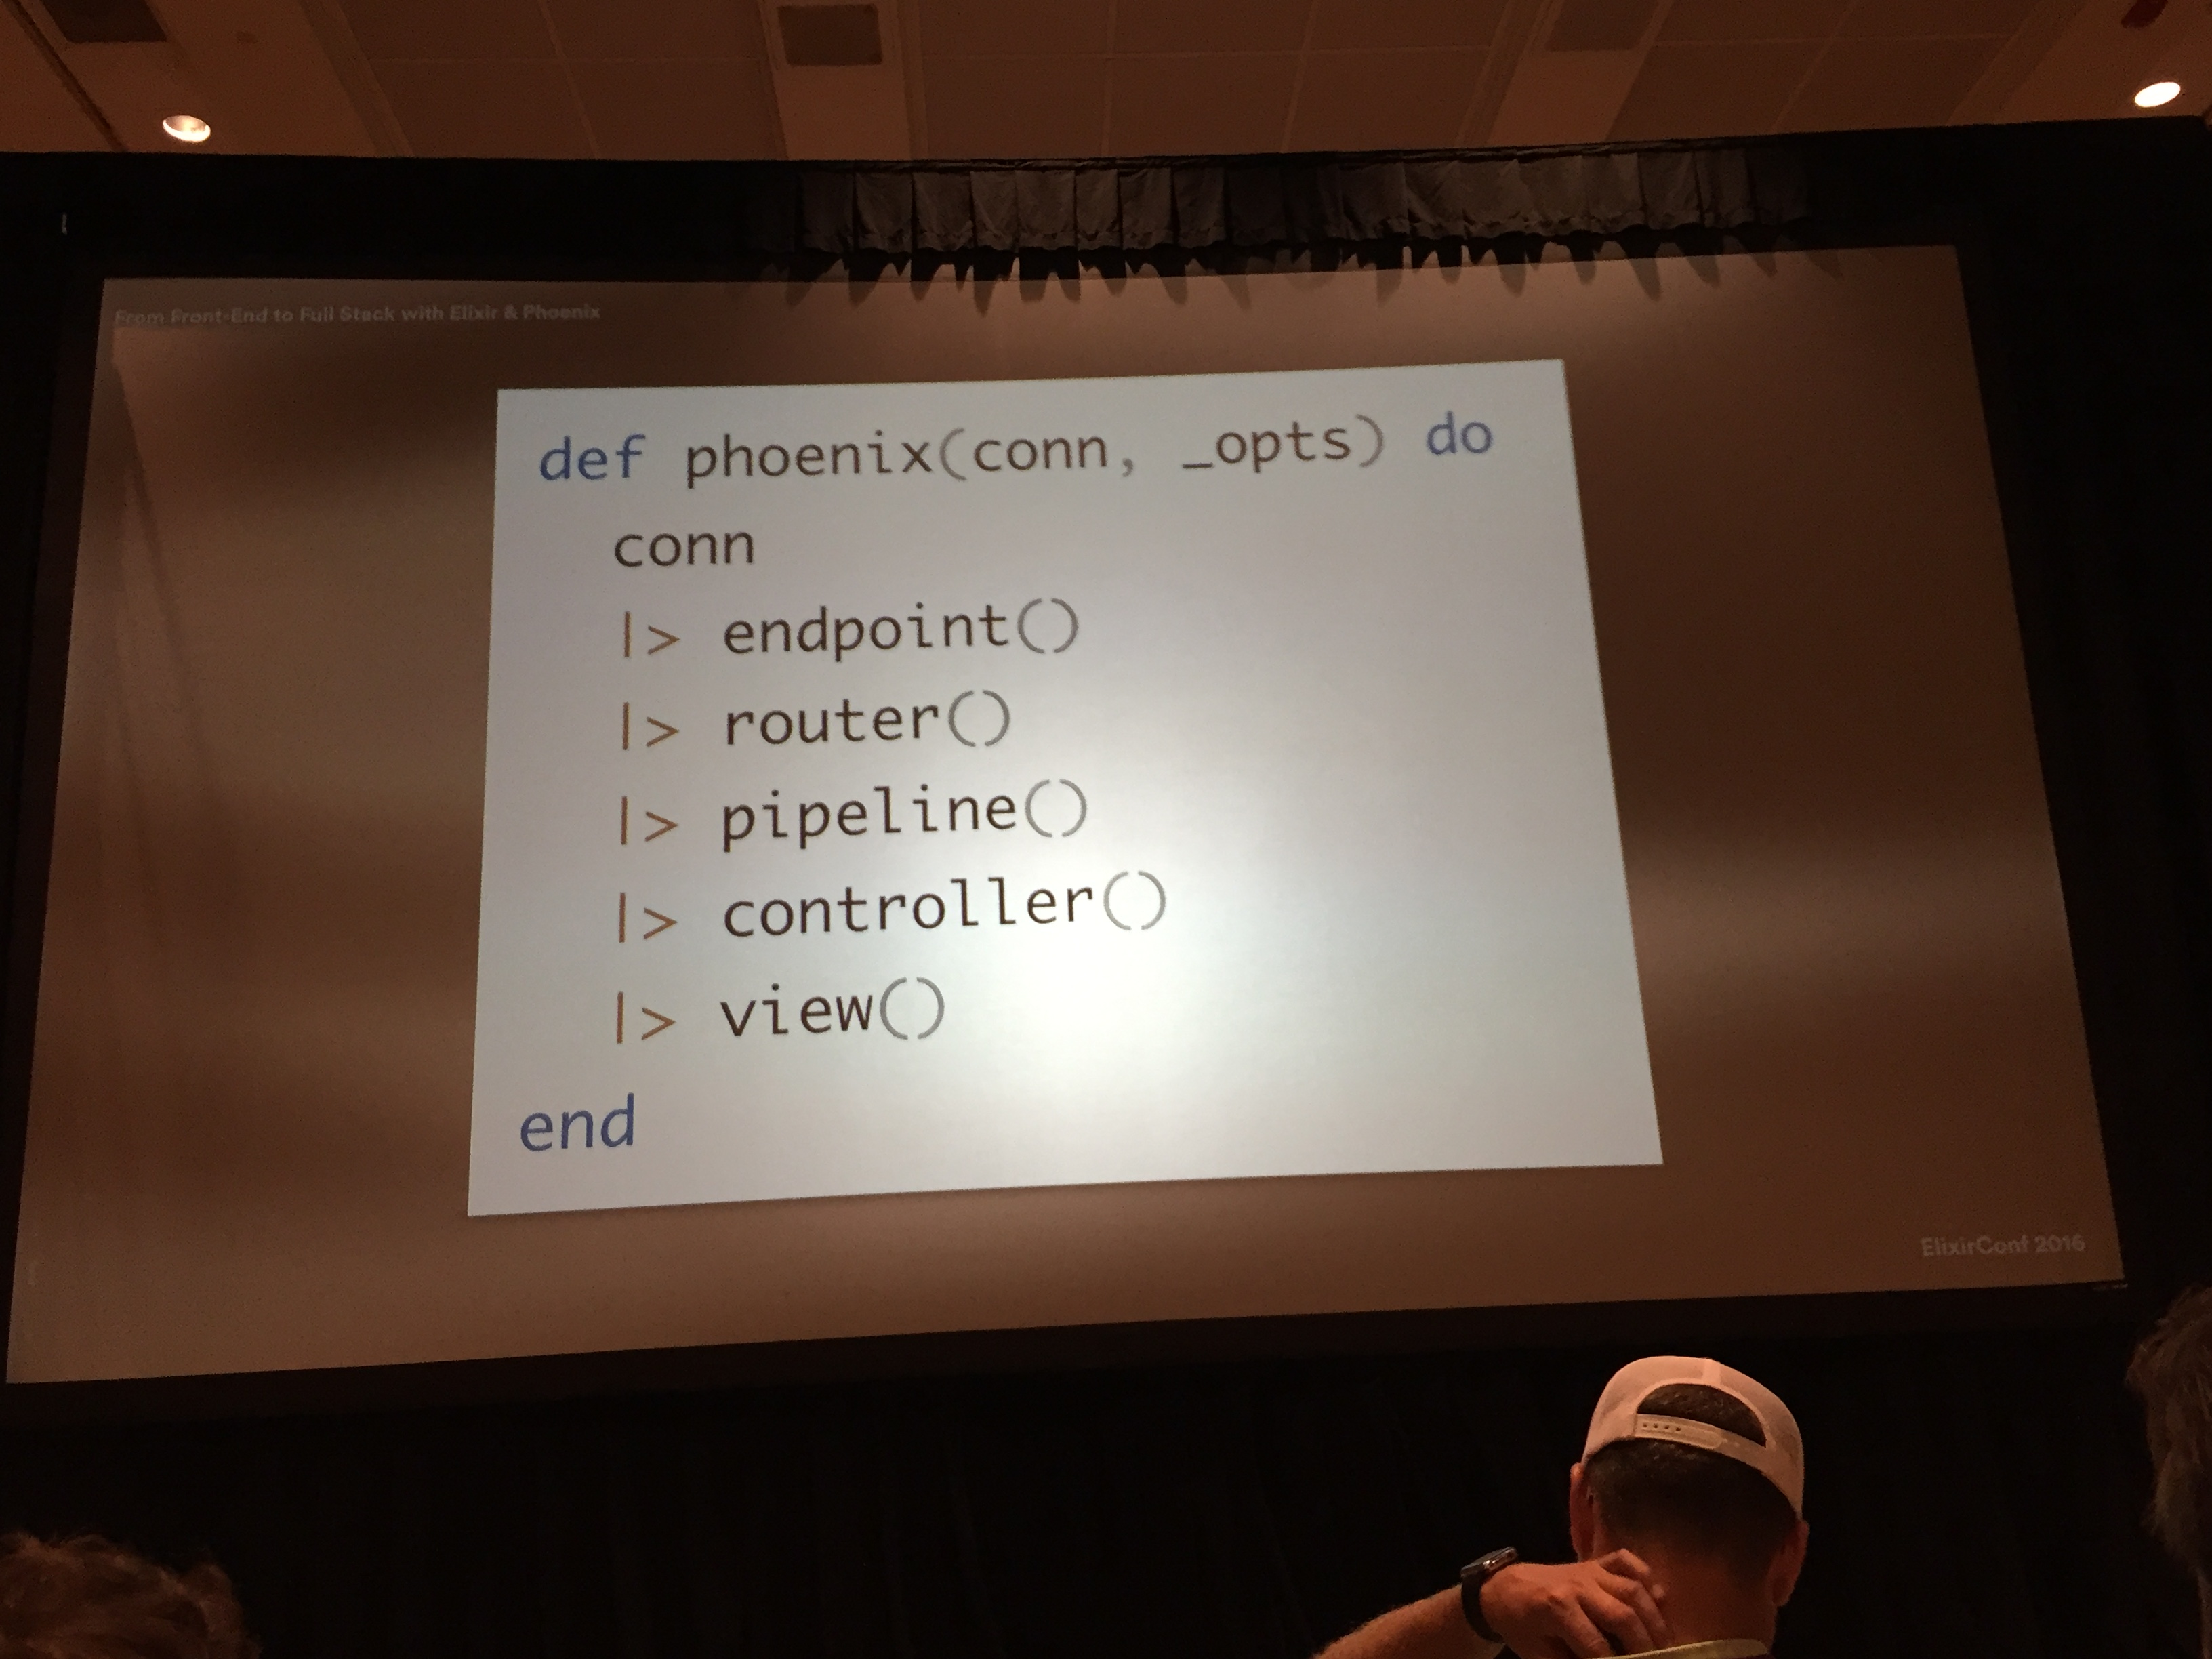 From Front-End to Full Stack with Elixir & Phoenix
def phoenix(conn, _opts) do
conn
|> endpoint()
|> router()
|> pipeline()
|> controller()
|> view()
end
ElixirConf 2016